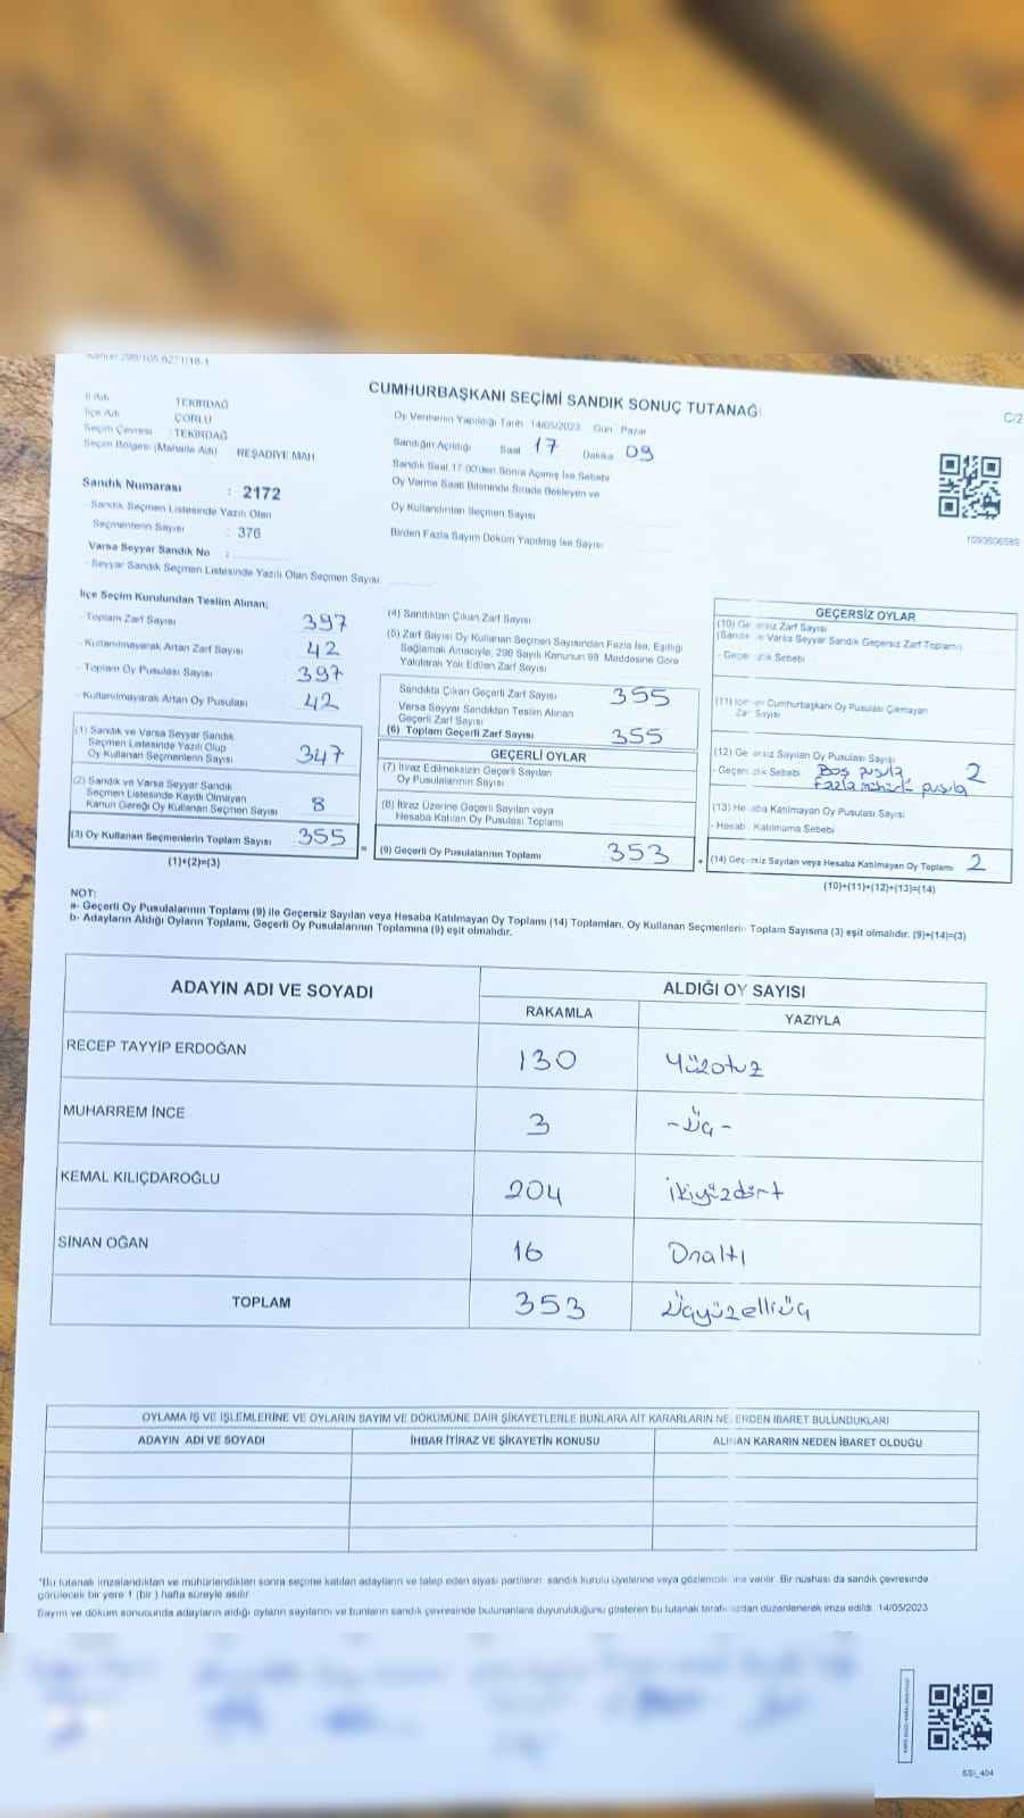 CUMHURBAŞKANI SEÇİMİ SANDIK SONUÇ TUTANAĞI
C/2
İl Adı TEKİRDAĞ
İlçe Adı ÇORLU
Seçim Çevresi : TEKİRDAĞ
Seçim Bölgesi (Mahalle Adı) REŞADİYE MAH.
Oy Vermenin Yapıldığı Tarih 14/05/2023 Gün : Pazar
Sandığın Açıldığı Saat 17 Dakika 09
Sandık Saat 17.00'den Sonra Açılmış İse Sebebi
Oy Verme Saati Bitiminde Sırada Bekleyen ve
Oy Kullandırılan Seçmen Sayısı
Birden Fazla Sayım Döküm Yapılmış İse Sayısı
Sandık Numarası : 2172
- Sandık Seçmen Listesinde Yazılı Olan
Seçmenlerin Sayısı : 376
Varsa Seyyar Sandık No :
- Seyyar Sandık Seçmen Listesinde Yazılı Olan Seçmen Sayısı:
İlçe Seçim Kurulundan Teslim Alınan;
- Toplam Zarf Sayısı 397
- Kullanılmayarak Artan Zarf Sayısı 42
- Toplam Oy Pusulası Sayısı 397
- Kullanılmayarak Artan Oy Pusulası 42
(1) Sandık ve Varsa Seyyar Sandık
Seçmen Listesinde Yazılı Olup
Oy Kullanan Seçmenlerin Sayısı 347
(2) Sandık ve Varsa Seyyar Sandık
Seçmen Listesinde Kayıtlı Olmayan
Kanun Gereği Oy Kullanan Seçmen Sayısı 8
(3) Oy Kullanan Seçmenlerin Toplam Sayısı 355
(1)+(2)=(3)
(4) Sandıktan Çıkan Zarf Sayısı
(5) Zarf Sayısı Oy Kullanan Seçmen Sayısından Fazla İse, Eşitliği
Sağlamak Amacıyla, 298 Sayılı Kanunun 98. Maddesine Göre
Yakılarak Yok Edilen Zarf Sayısı
Sandıkta Çıkan Geçerli Zarf Sayısı 355
Varsa Seyyar Sandıktan Teslim Alınan
Geçerli Zarf Sayısı
(6) Toplam Geçerli Zarf Sayısı 355
GEÇERLİ OYLAR
(7) İtiraz Edilmeksizin Geçerli Sayılan
Oy Pusulalarının Sayısı
(8) İtiraz Üzerine Geçerli Sayılan veya
Hesaba Katılan Oy Pusulası Toplamı
= (9) Geçerli Oy Pusulalarının Toplamı 353
GEÇERSİZ OYLAR
(10) Ge siz Zarf Sayısı
(Sandık Varsa Seyyar Sandık Geçersiz Zarf Toplamı)
- Geçersizlik Sebebi
Cumhurbaşkanı Oy Pusulası Çıkmayan
Zarf Sayısı
(12) Ge siz Sayılan Oy Pusulası Sayısı 2
- Geçersizlik Sebebi Boş pusula,
Fazla mühürlü pusula
(13) He aba Katılmayan Oy Pusulası Sayısı
- Hesab Katılmama Sebebi
+ (14) Geçersiz Sayılan veya Hesaba Katılmayan Oy Toplamı 2
(10)+(11)+(12)+(13)=(14)
NOT:
a- Geçerli Oy Pusulalarının Toplamı (9) ile Geçersiz Sayılan veya Hesaba Katılmayan Oy Toplamı (14) Toplamları, Oy Kullanan Seçmenlerin Toplam Sayısına (3) eşit olmalıdır. (9)+(14)=(3)
b- Adayların Aldığı Oyların Toplamı, Geçerli Oy Pusulalarının Toplamına (9) eşit olmalıdır.
ADAYIN ADI VE SOYADI
ALDIĞI OY SAYISI
RAKAMLA YAZIYLA
RECEP TAYYİP ERDOĞAN 130 Yüzotuz
MUHARREM İNCE 3 -Üç-
KEMAL KILIÇDAROĞLU 204 ikiyüzdört
SİNAN OĞAN 16 Onaltı
TOPLAM 353 Üçyüzelliüç
OYLAMA İŞ VE İŞLEMLERİNE VE OYLARIN SAYIM VE DÖKÜMÜNE DAİR ŞİKAYETLERLE BUNLARA AİT KARARLARIN NE ERDEN İBARET BULUNDUKLARI
ADAYIN ADI VE SOYADI İHBAR İTİRAZ VE ŞİKAYETİN KONUSU ALINAN KARARIN NEDEN İBARET OLDUĞU
*Bu tutanak imzalandıktan ve mühürlendikten sonra seçime katılan adayların ve talep eden siyasi partilerin sandık kurulu üyelerine veya gözlemcilerine verilir. Bir nüshası da sandık çevresinde
görülecek bir yere 1 (bir) hafta süreyle asılır.
Sayım ve döküm sonucunda adayların aldığı oyların sayılarını ve bunların sandık çevresinde bulunanlara duyurulduğunu gösteren bu tutanak tarafımızdan düzenlenerek imza edildi. 14/05/2023